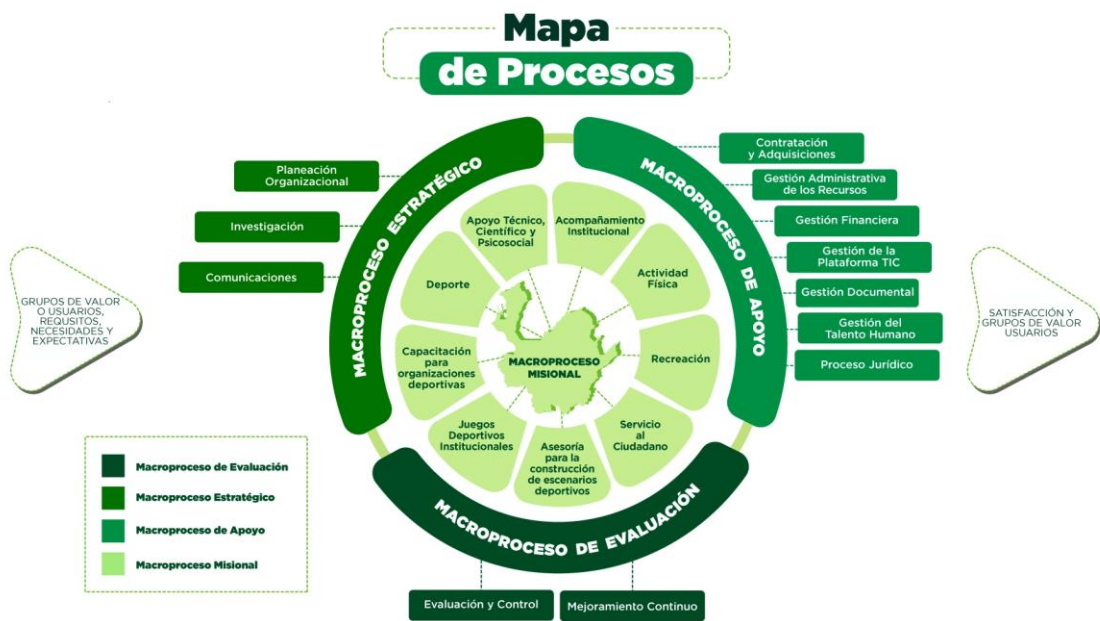 Mapa
de Procesos
MACROPROCESO ESTRATÉGICO
Planeación
Organizacional
Investigación
Comunicaciones
MACROPROCESO DE APOYO
Contratación
y Adquisiciones
Gestión Administrativa
de los Recursos
Gestión Financiera
Gestión de la
Plataforma TIC
Gestión Documental
Gestión del
Talento Humano
Proceso Jurídico
GRUPOS DE VALOR
O USUARIOS,
REQUSITOS,
NECESIDADES Y
EXPECTATIVAS
Apoyo Técnico,
Científico y
Psicosocial
Acompañamiento
Institucional
Deporte
Actividad
Física
Capacitación
para
organizaciones
deportivas
MACROPROCESO
MISIONAL
Recreación
Juegos
Deportivos
Institucionales
Asesoría
para la
construcción
de escenarios
deportivos
Servicio
al
Ciudadano
SATISFACCIÓN Y
GRUPOS DE VALOR
USUARIOS
MACROPROCESO DE EVALUACIÓN
Evaluación y Control
Mejoramiento Continuo
Macroproceso de Evaluación
Macroproceso Estratégico
Macroproceso de Apoyo
Macroproceso Misional